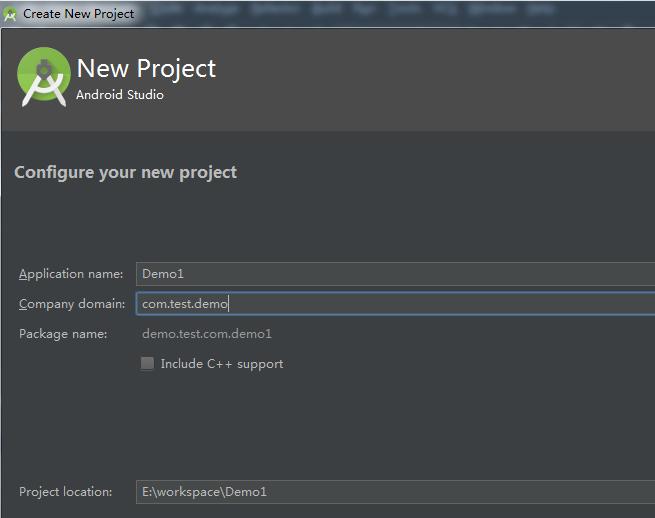 Create New Project
New Project
Android Studio
Configure your new project
Application name: Demo1
Company domain: com.test.demo
Package name: demo.test.com.demo1
Include C++ support
Project location: E:\workspace\Demo1